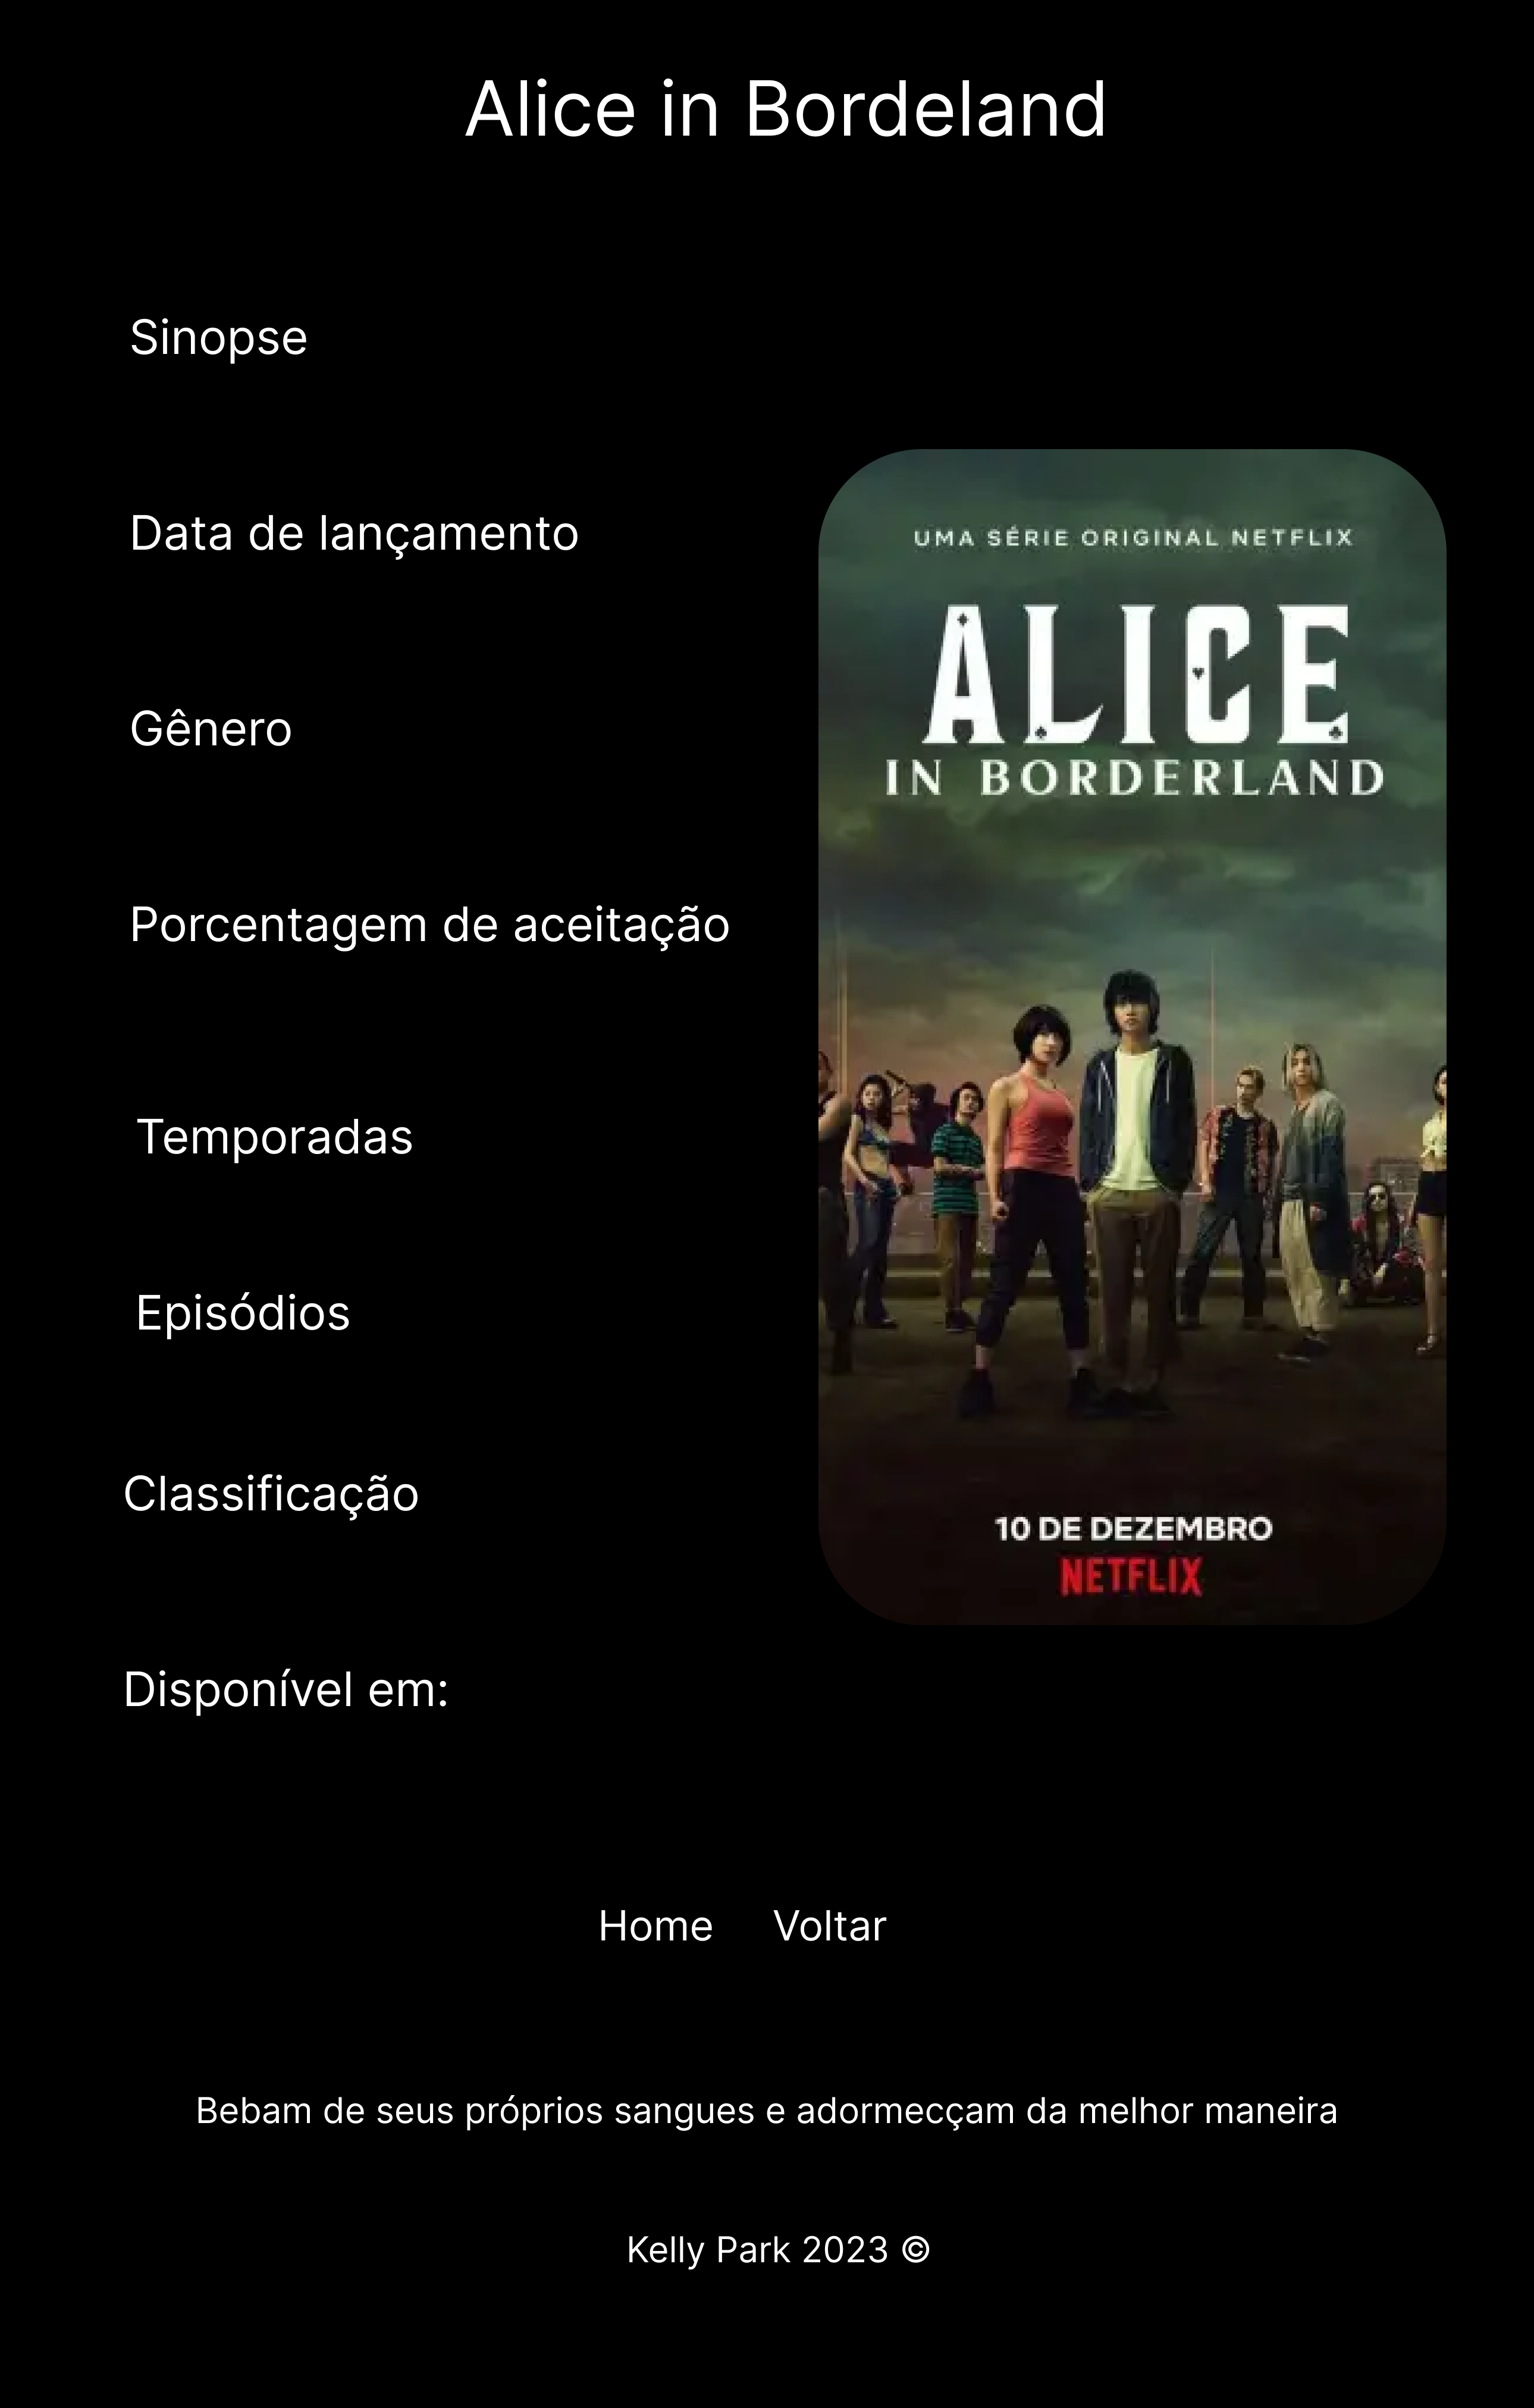 Alice in Bordeland
Sinopse
Data de lançamento
Gênero
Porcentagem de aceitação
Temporadas
Episódios
Classificação
Disponível em:
UMA SÉRIE ORIGINAL NETFLIX
ALICE
IN BORDERLAND
10 DE DEZEMBRO
NETFLIX
Home Voltar
Bebam de seus próprios sangues e adormecçam da melhor maneira
Kelly Park 2023 ©